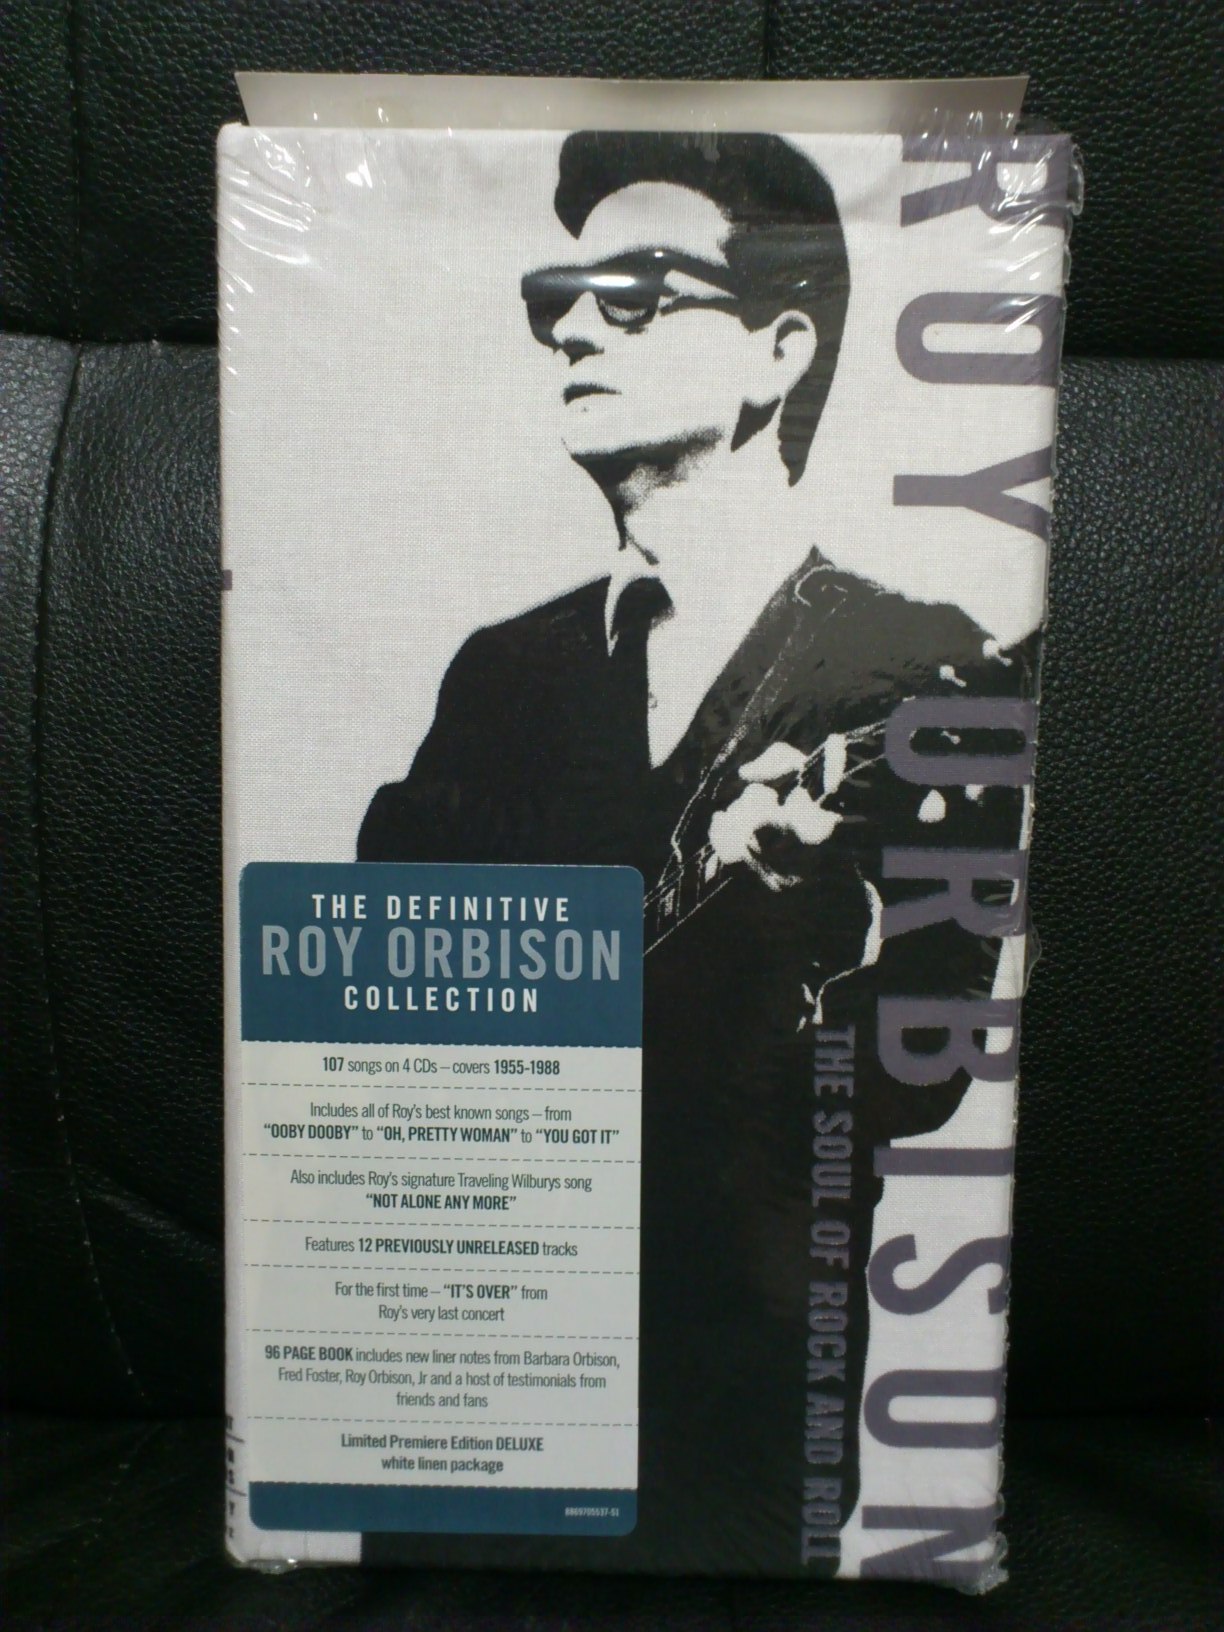 ROY ORBISON
THE SOUL OF ROCK AND ROLL
THE DEFINITIVE
ROY ORBISON
COLLECTION
107 songs on 4 CDs – covers 1955-1988
Includes all of Roy's best known songs – from
“OOBY DOOBY” to “OH, PRETTY WOMAN” to “YOU GOT IT”
Also includes Roy's signature Traveling Wilburys song
“NOT ALONE ANY MORE”
Features 12 PREVIOUSLY UNRELEASED tracks
For the first time – “IT'S OVER” from
Roy's very last concert
96 PAGE BOOK includes new liner notes from Barbara Orbison,
Fred Foster, Roy Orbison, Jr and a host of testimonials from
friends and fans
Limited Premiere Edition DELUXE
white linen package